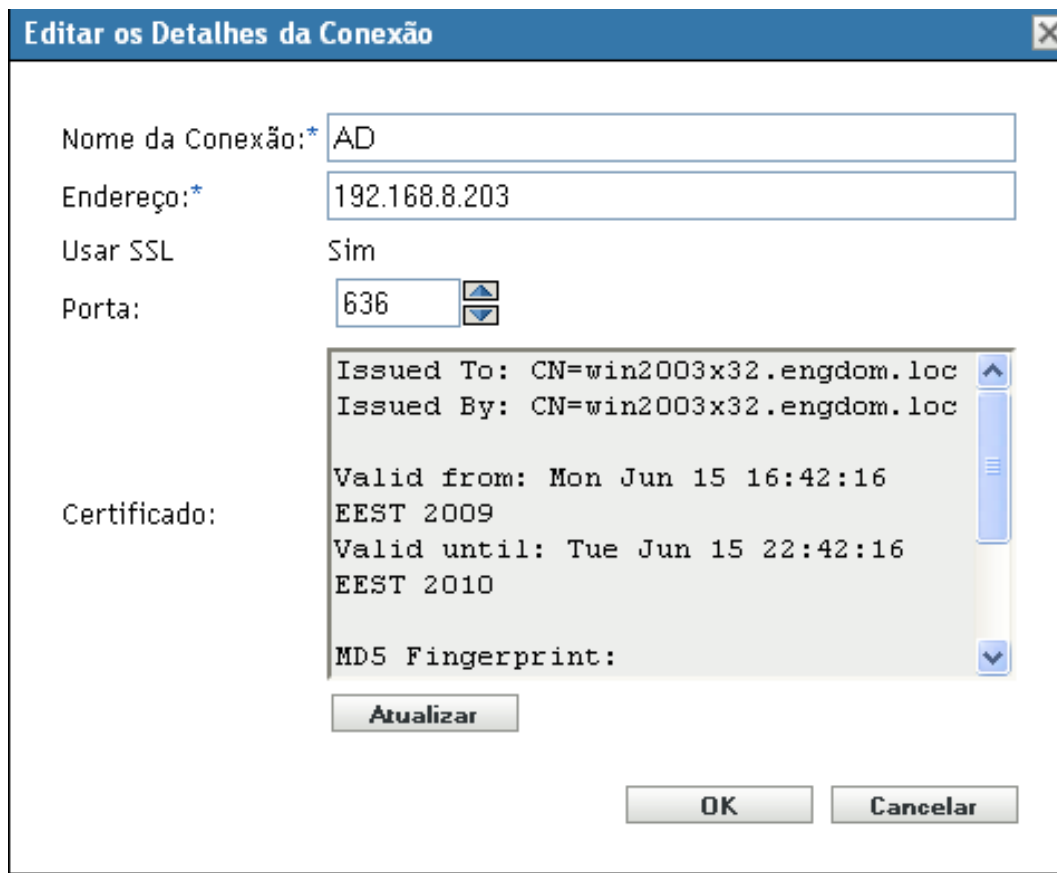 Editar os Detalhes da Conexão
Nome da Conexão:* AD
Endereço:* 192.168.8.203
Usar SSL Sim
Porta: 636
Certificado:
Issued To: CN=win2003x32.engdom.loc
Issued By: CN=win2003x32.engdom.loc
Valid from: Mon Jun 15 16:42:16
EEST 2009
Valid until: Tue Jun 15 22:42:16
EEST 2010
MD5 Fingerprint:
Atualizar
OK Cancelar